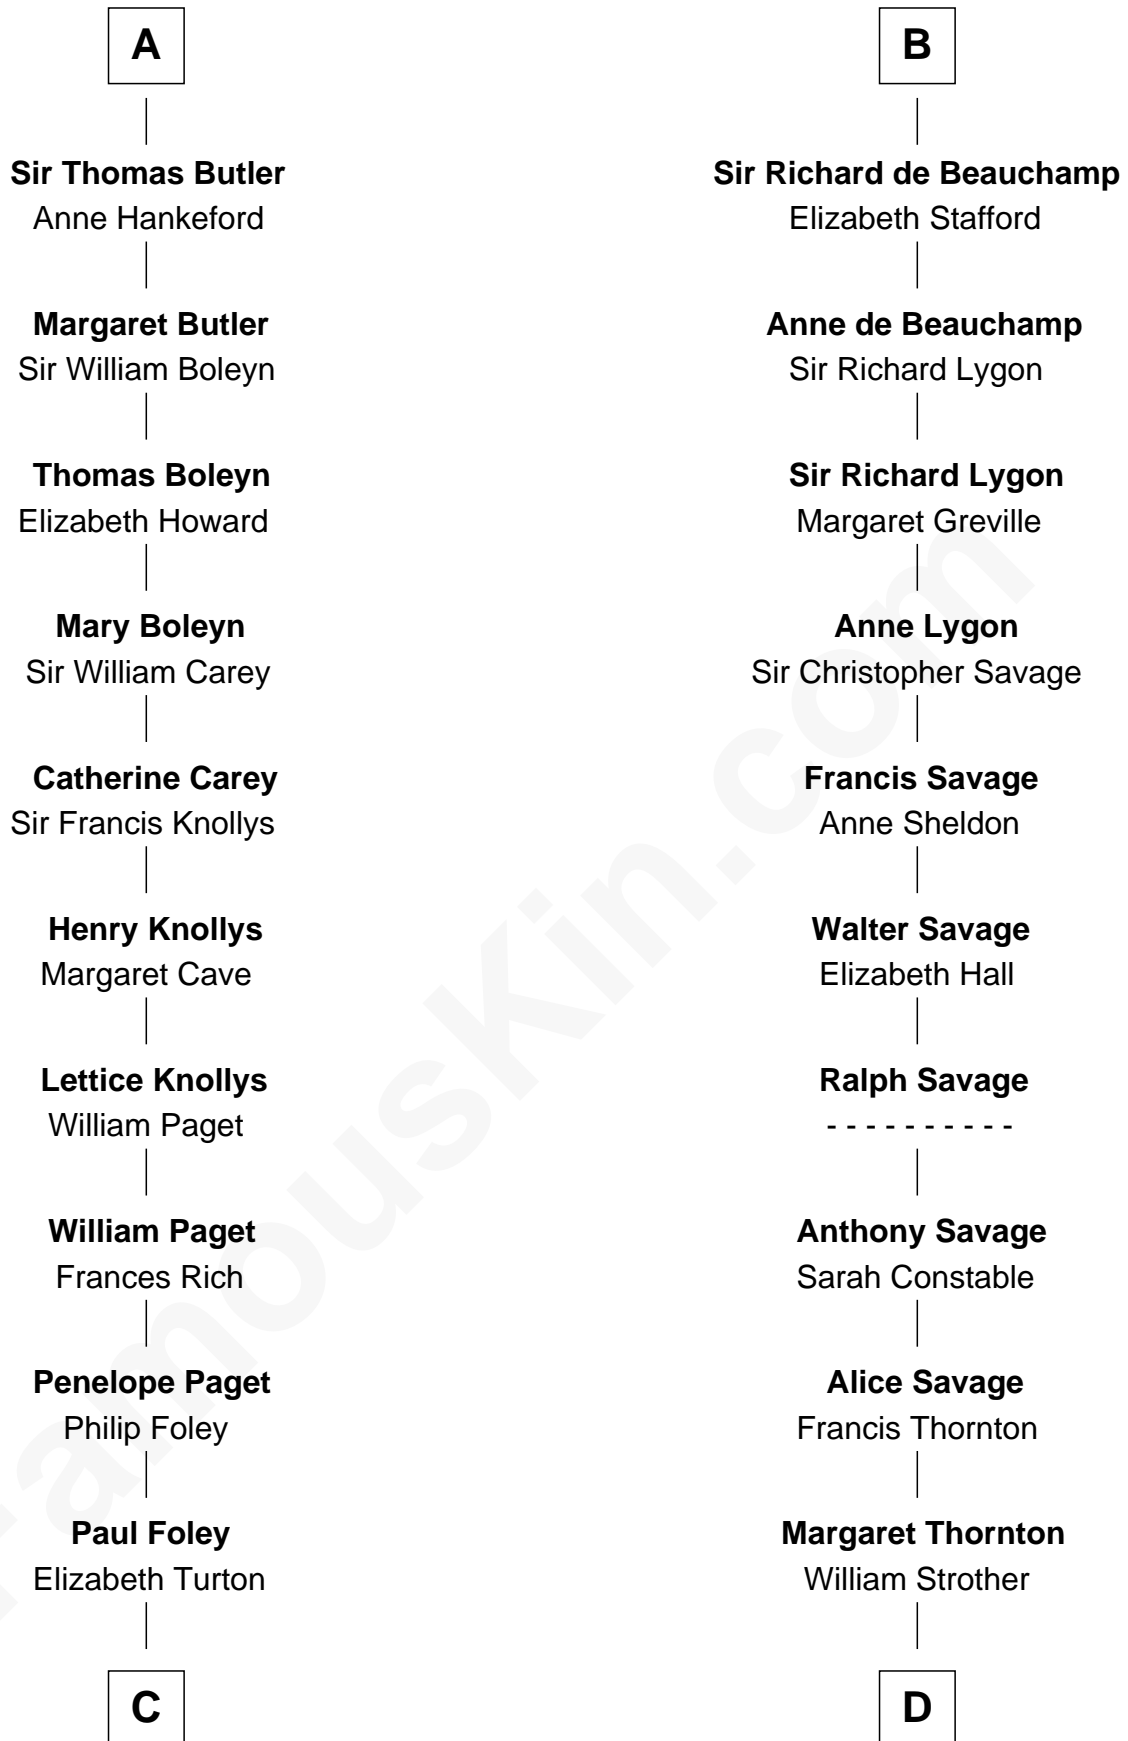 A
Sir Thomas Butler
Anne Hankeford
Margaret Butler
Sir William Boleyn
Thomas Boleyn
Elizabeth Howard
Mary Boleyn
Sir William Carey
Catherine Carey
Sir Francis Knollys
Henry Knollys
Margaret Cave
Lettice Knollys
William Paget
William Paget
Frances Rich
Penelope Paget
Philip Foley
Paul Foley
Elizabeth Turton
C
B
Sir Richard de Beauchamp
Elizabeth Stafford
Anne de Beauchamp
Sir Richard Lygon
Sir Richard Lygon
Margaret Greville
Anne Lygon
Sir Christopher Savage
Francis Savage
Anne Sheldon
Walter Savage
Elizabeth Hall
Ralph Savage
- - - - - - - - - -
Anthony Savage
Sarah Constable
Alice Savage
Francis Thornton
Margaret Thornton
William Strother
D
FamousKin.com